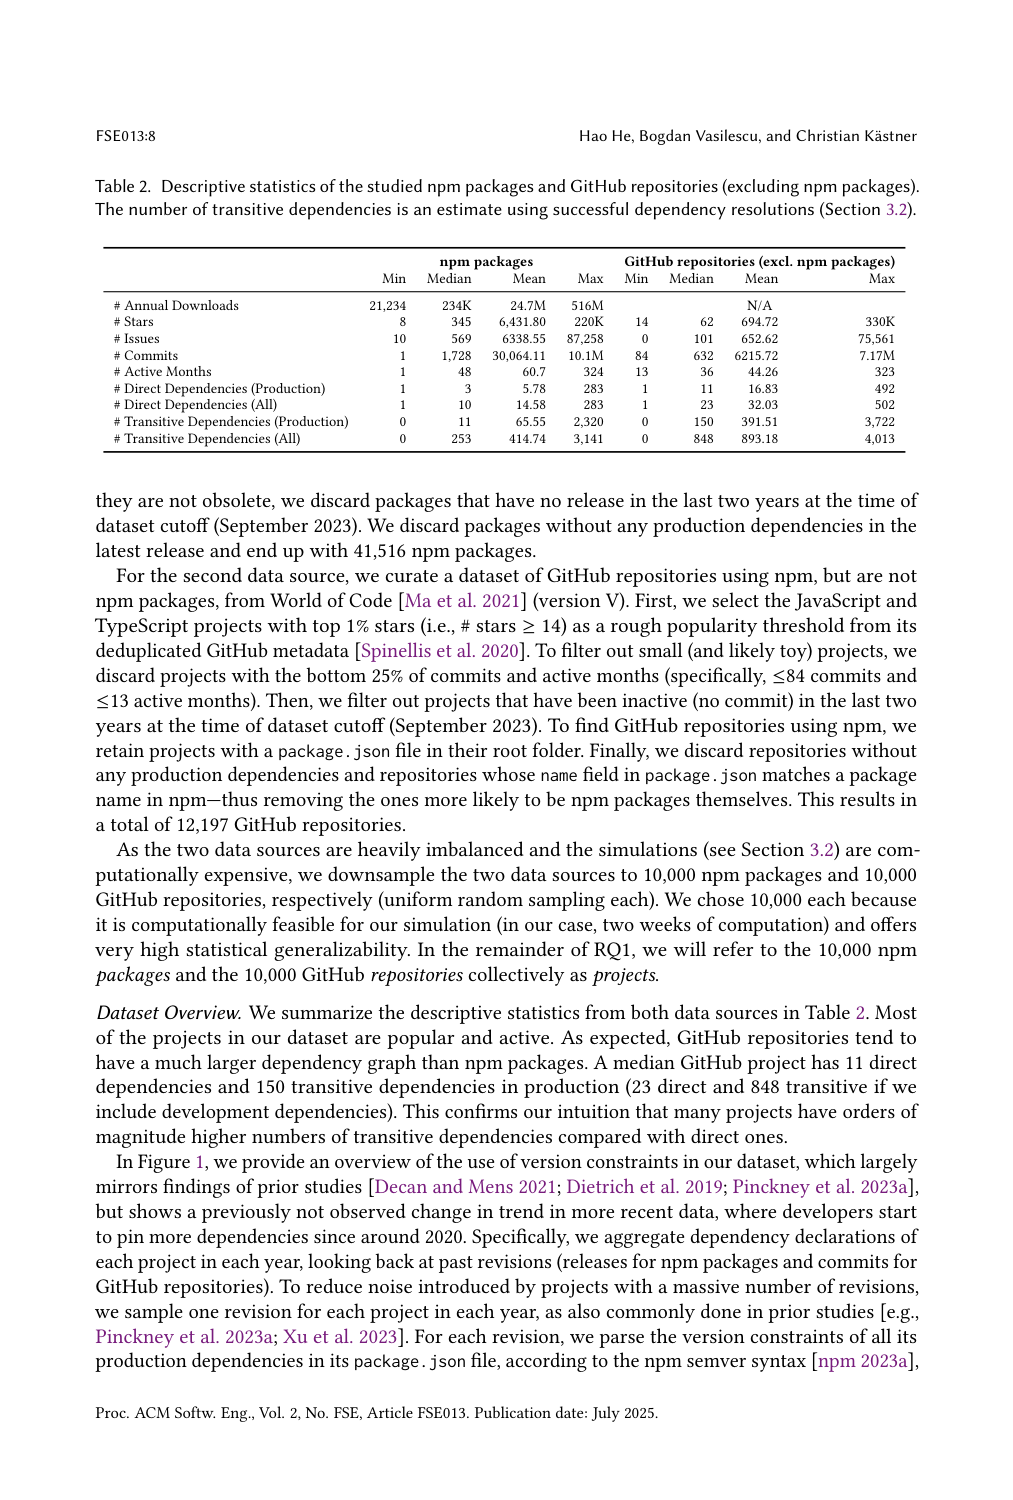 FSE013:8 Hao He, Bogdan Vasilescu, and Christian Kästner
Table 2. Descriptive statistics of the studied npm packages and GitHub repositories (excluding npm packages).
The number of transitive dependencies is an estimate using successful dependency resolutions (Section 3.2).
npm packages GitHub repositories (excl. npm packages)
Min Median Mean Max Min Median Mean Max
# Annual Downloads 21,234 234K 24.7M 516M N/A
# Stars 8 345 6,431.80 220K 14 62 694.72 330K
# Issues 10 569 6338.55 87,258 0 101 652.62 75,561
# Commits 1 1,728 30,064.11 10.1M 84 632 6215.72 7.17M
# Active Months 1 48 60.7 324 13 36 44.26 323
# Direct Dependencies (Production) 1 3 5.78 283 1 11 16.83 492
# Direct Dependencies (All) 1 10 14.58 283 1 23 32.03 502
# Transitive Dependencies (Production) 0 11 65.55 2,320 0 150 391.51 3,722
# Transitive Dependencies (All) 0 253 414.74 3,141 0 848 893.18 4,013
they are not obsolete, we discard packages that have no release in the last two years at the time of
dataset cutoff (September 2023). We discard packages without any production dependencies in the
latest release and end up with 41,516 npm packages.
For the second data source, we curate a dataset of GitHub repositories using npm, but are not
npm packages, from World of Code [Ma et al. 2021] (version V). First, we select the JavaScript and
TypeScript projects with top 1% stars (i.e., # stars ≥ 14) as a rough popularity threshold from its
deduplicated GitHub metadata [Spinellis et al. 2020]. To filter out small (and likely toy) projects, we
discard projects with the bottom 25% of commits and active months (specifically, ≤84 commits and
≤13 active months). Then, we filter out projects that have been inactive (no commit) in the last two
years at the time of dataset cutoff (September 2023). To find GitHub repositories using npm, we
retain projects with a package.json file in their root folder. Finally, we discard repositories without
any production dependencies and repositories whose name field in package.json matches a package
name in npm—thus removing the ones more likely to be npm packages themselves. This results in
a total of 12,197 GitHub repositories.
As the two data sources are heavily imbalanced and the simulations (see Section 3.2) are com-
putationally expensive, we downsample the two data sources to 10,000 npm packages and 10,000
GitHub repositories, respectively (uniform random sampling each). We chose 10,000 each because
it is computationally feasible for our simulation (in our case, two weeks of computation) and offers
very high statistical generalizability. In the remainder of RQ1, we will refer to the 10,000 npm
packages and the 10,000 GitHub repositories collectively as projects.
Dataset Overview. We summarize the descriptive statistics from both data sources in Table 2. Most
of the projects in our dataset are popular and active. As expected, GitHub repositories tend to
have a much larger dependency graph than npm packages. A median GitHub project has 11 direct
dependencies and 150 transitive dependencies in production (23 direct and 848 transitive if we
include development dependencies). This confirms our intuition that many projects have orders of
magnitude higher numbers of transitive dependencies compared with direct ones.
In Figure 1, we provide an overview of the use of version constraints in our dataset, which largely
mirrors findings of prior studies [Decan and Mens 2021; Dietrich et al. 2019; Pinckney et al. 2023a],
but shows a previously not observed change in trend in more recent data, where developers start
to pin more dependencies since around 2020. Specifically, we aggregate dependency declarations of
each project in each year, looking back at past revisions (releases for npm packages and commits for
GitHub repositories). To reduce noise introduced by projects with a massive number of revisions,
we sample one revision for each project in each year, as also commonly done in prior studies [e.g.,
Pinckney et al. 2023a; Xu et al. 2023]. For each revision, we parse the version constraints of all its
production dependencies in its package.json file, according to the npm semver syntax [npm 2023a],
Proc. ACM Softw. Eng., Vol. 2, No. FSE, Article FSE013. Publication date: July 2025.